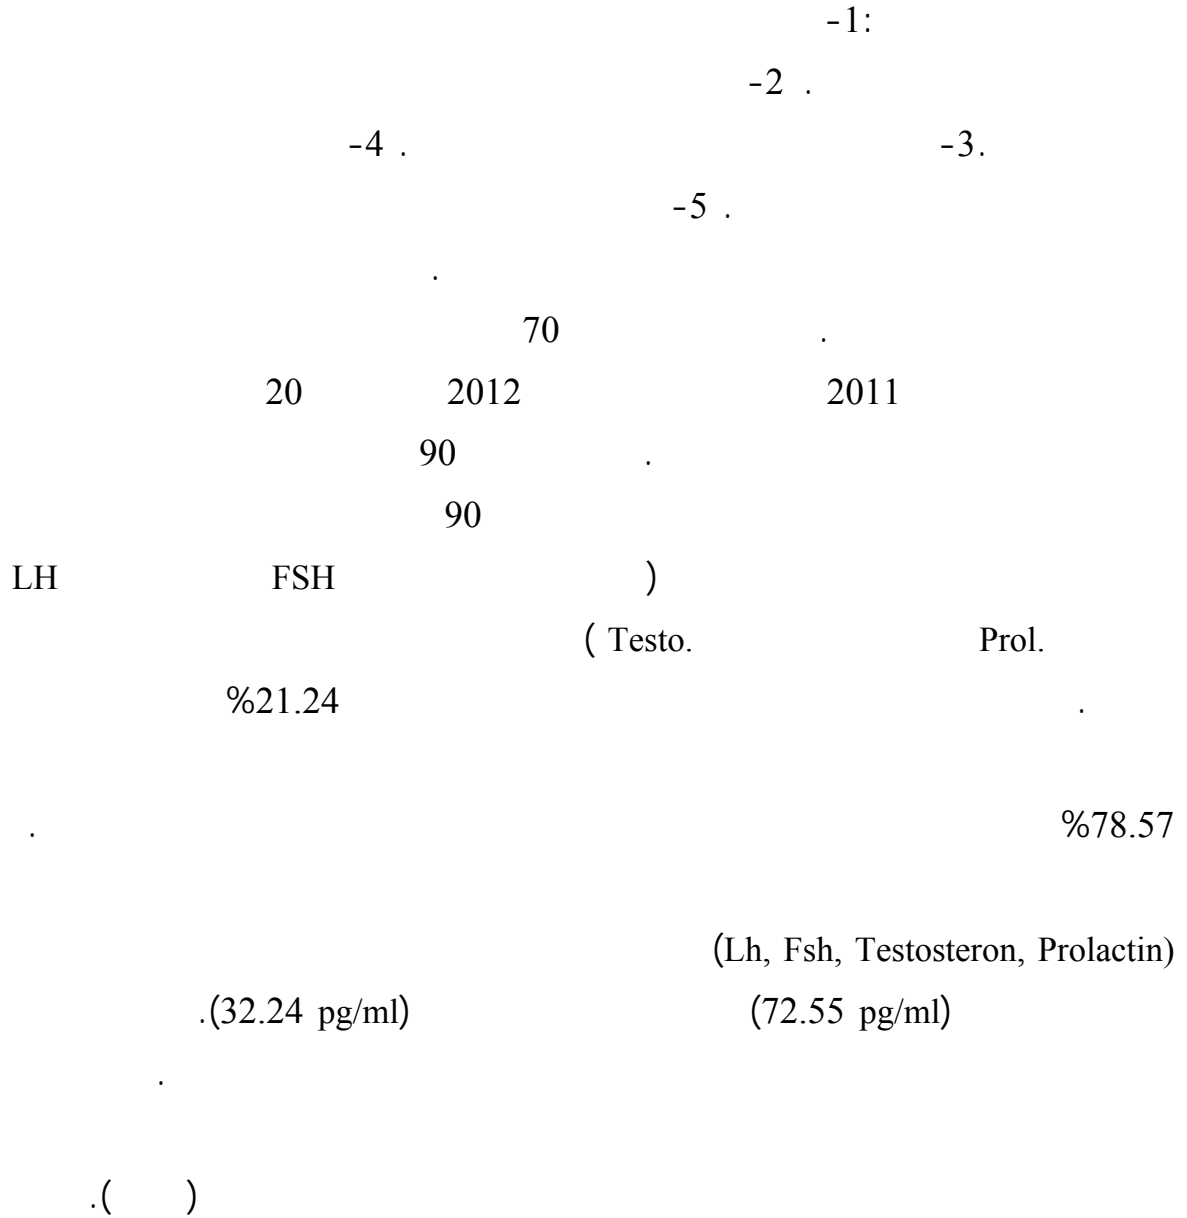 -1:
-2 .
-4 . -3.
-5 .
.
70 .
20 2012 2011
90 .
90
LH FSH )
( Testo. Prol.
%21.24 .
. %78.57
(Lh, Fsh, Testosteron, Prolactin)
.(32.24 pg/ml) (72.55 pg/ml)
.
.( )